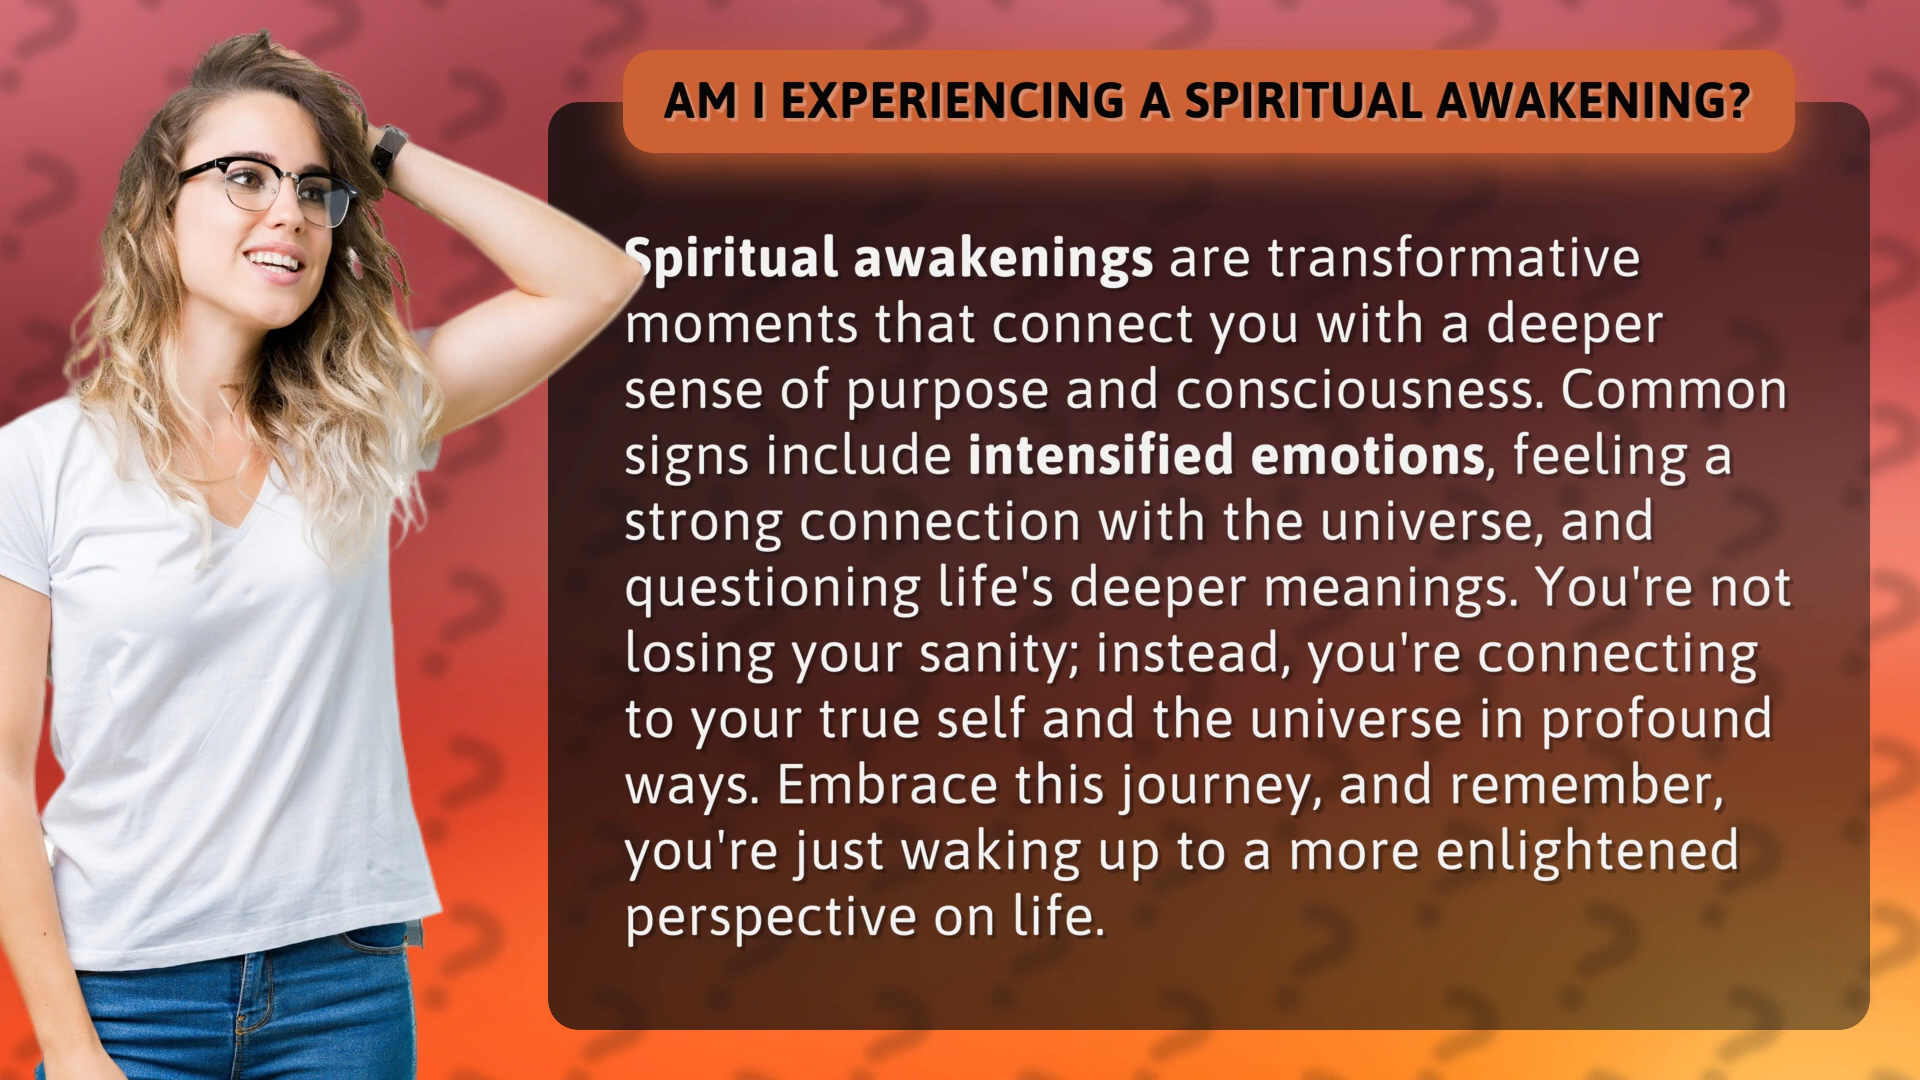 AM I EXPERIENCING A SPIRITUAL AWAKENING?
Spiritual awakenings are transformative
moments that connect you with a deeper
sense of purpose and consciousness. Common
signs include intensified emotions, feeling a
strong connection with the universe, and
questioning life's deeper meanings. You're not
losing your sanity; instead, you're connecting
to your true self and the universe in profound
ways. Embrace this journey, and remember,
you're just waking up to a more enlightened
perspective on life.